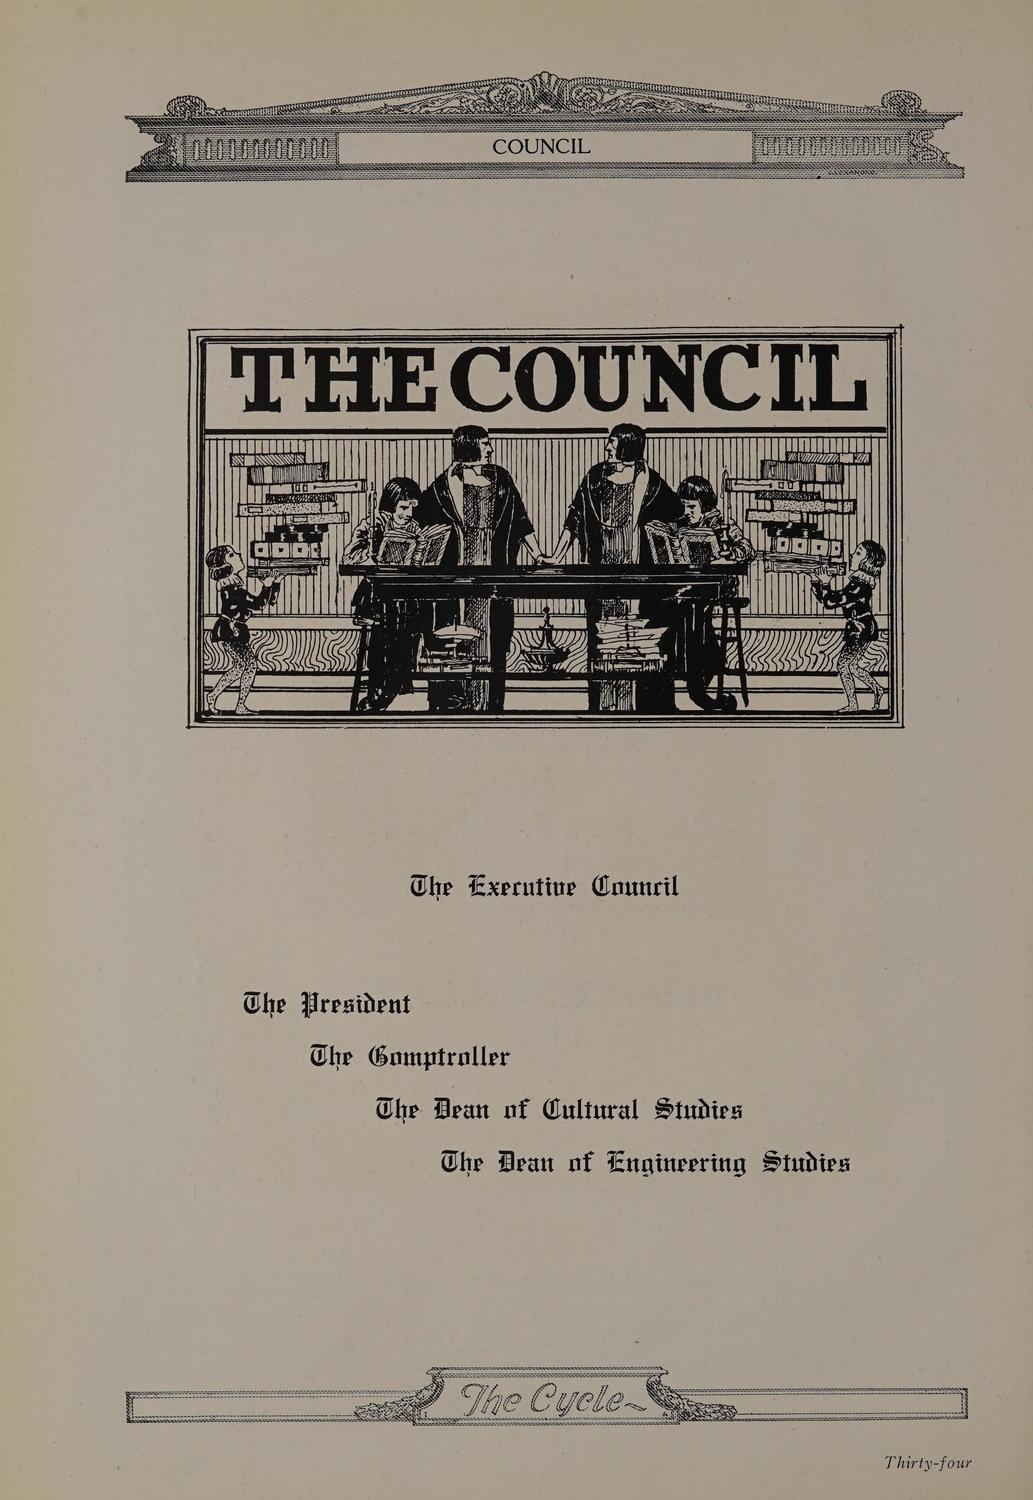 COUNCIL
THE COUNCIL
The Executive Council
The President
The Comptroller
The Dean of Cultural Studies
The Dean of Engineering Studies
The Cycle
Thirty-four